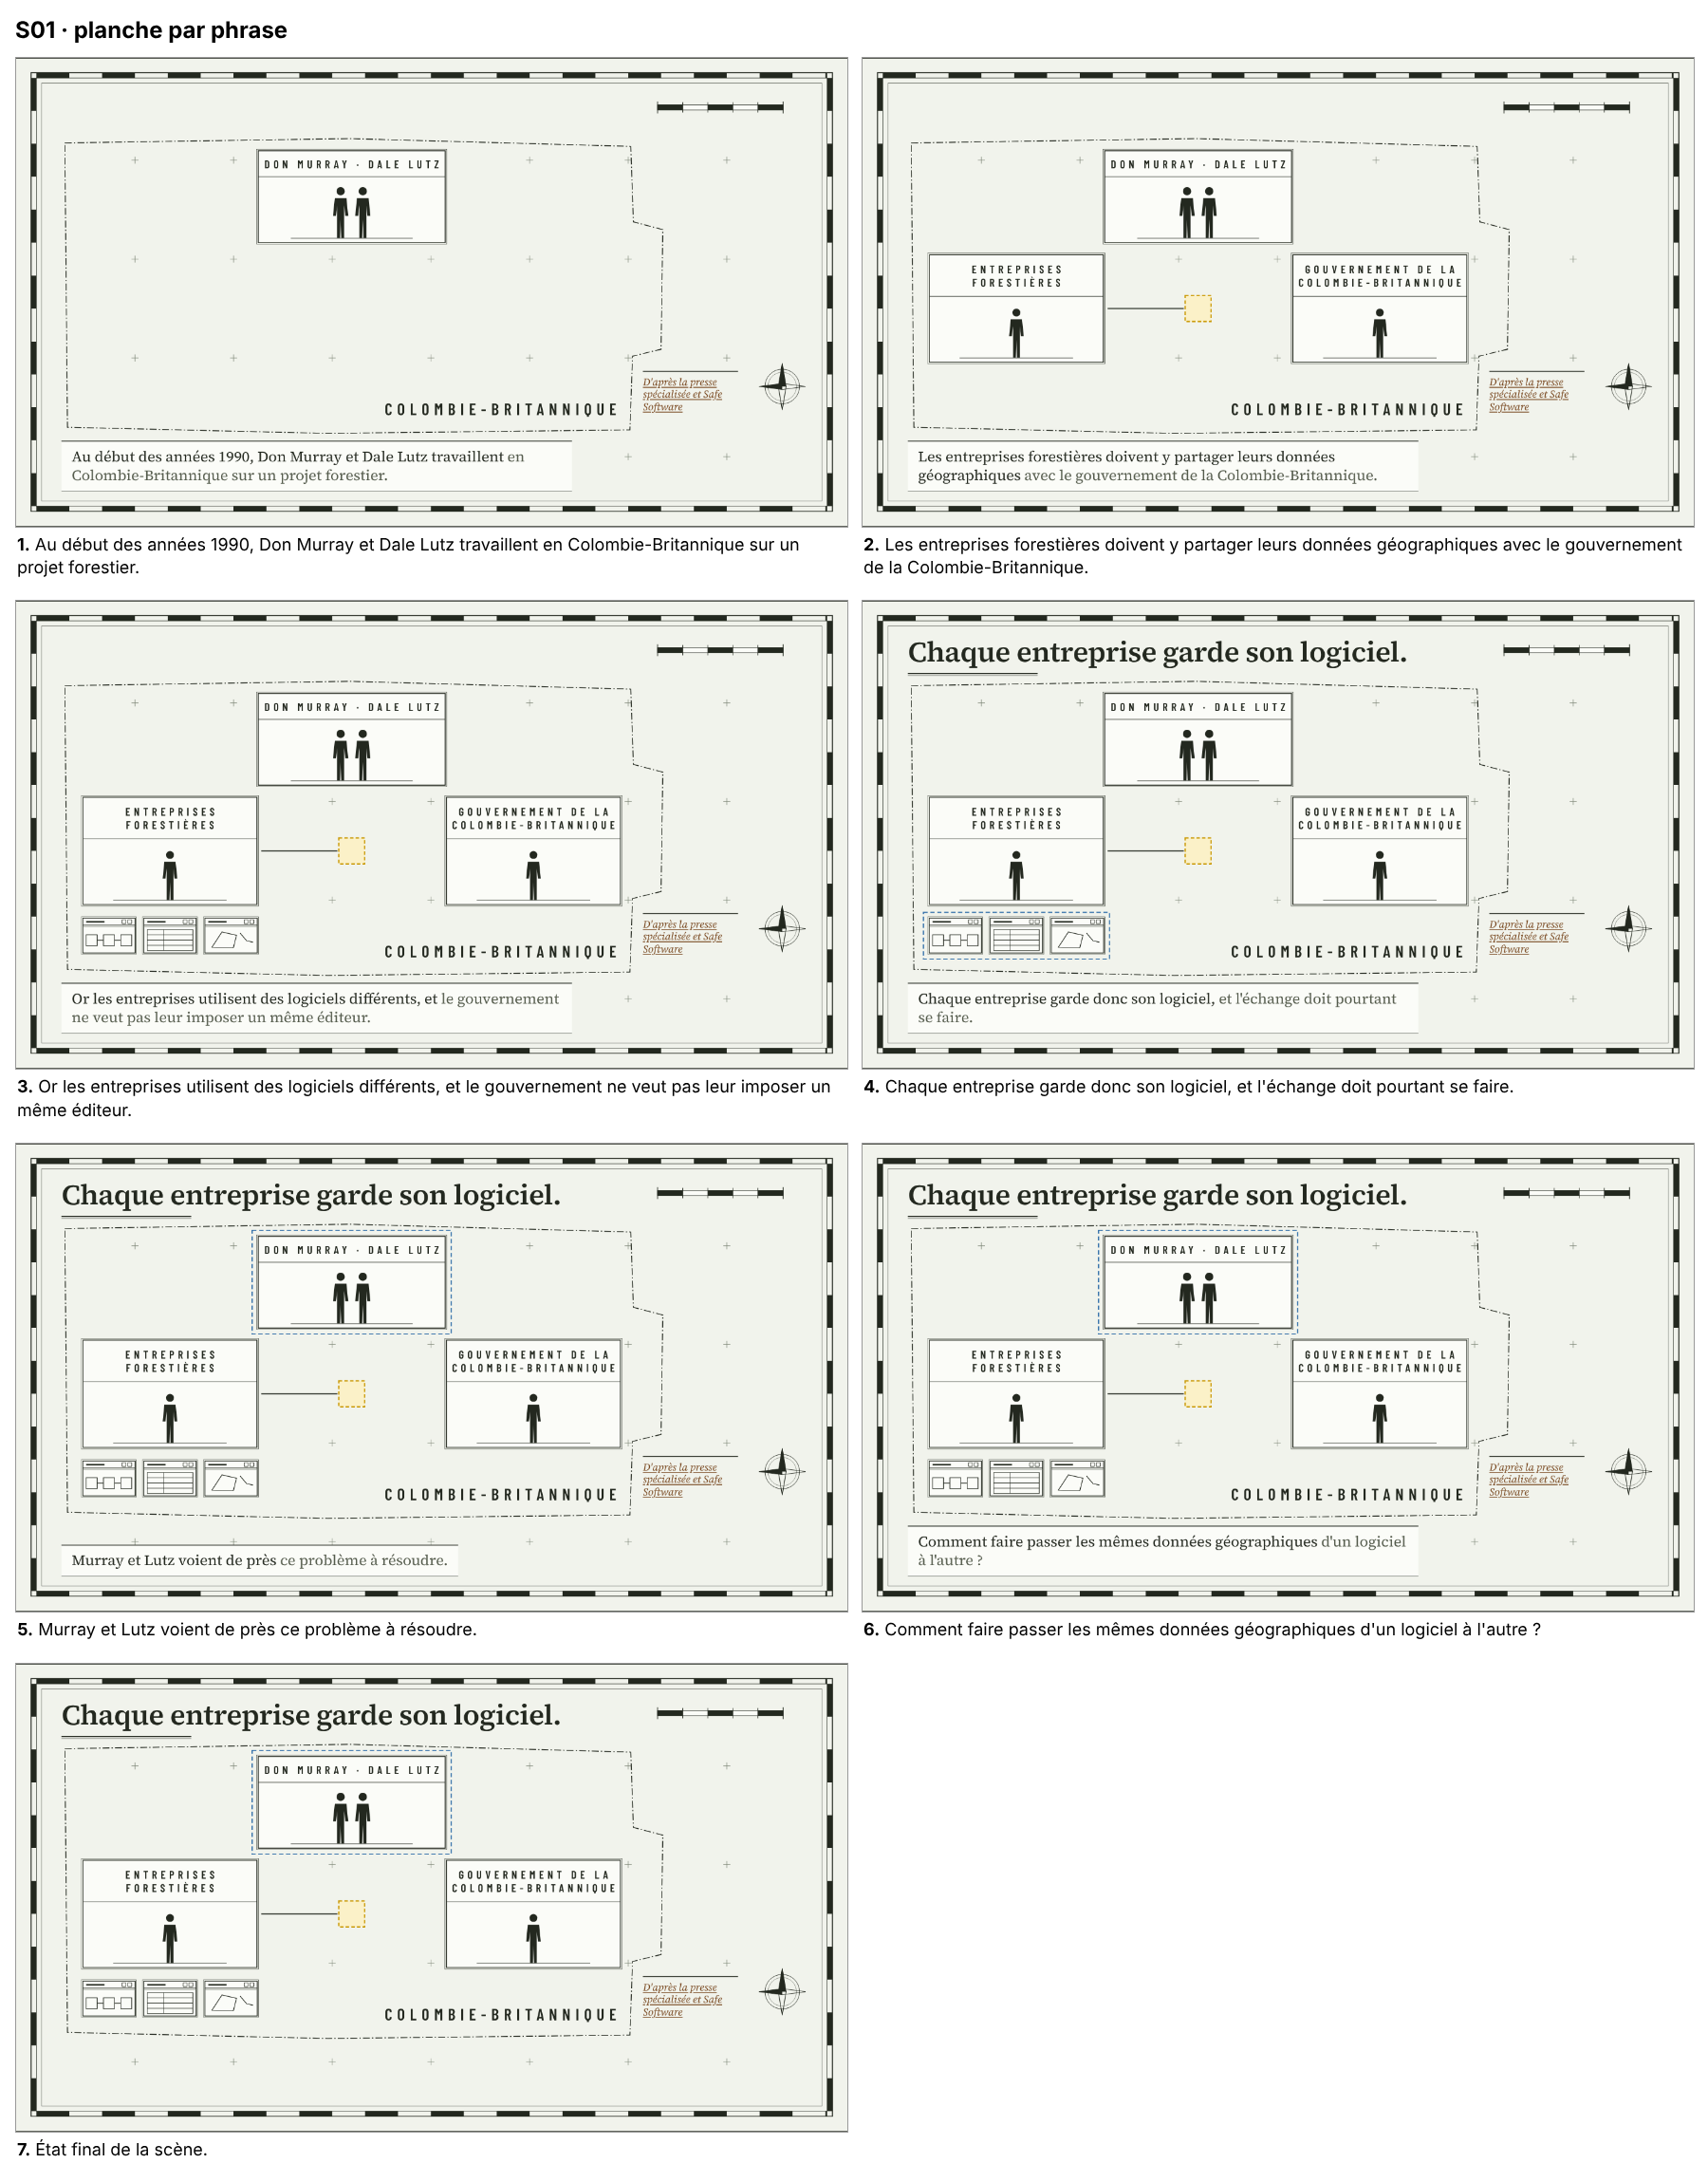 S01 · planche par phrase
DON MURRAY · DALE LUTZ
COLOMBIE-BRITANNIQUE
D'après la presse
spécialisée et Safe
Software
Au début des années 1990, Don Murray et Dale Lutz travaillent en
Colombie-Britannique sur un projet forestier.
1. Au début des années 1990, Don Murray et Dale Lutz travaillent en Colombie-Britannique sur un
projet forestier.
DON MURRAY · DALE LUTZ
ENTREPRISES
FORESTIÈRES
GOUVERNEMENT DE LA
COLOMBIE-BRITANNIQUE
COLOMBIE-BRITANNIQUE
D'après la presse
spécialisée et Safe
Software
Les entreprises forestières doivent y partager leurs données
géographiques avec le gouvernement de la Colombie-Britannique.
2. Les entreprises forestières doivent y partager leurs données géographiques avec le gouvernement
de la Colombie-Britannique.
DON MURRAY · DALE LUTZ
ENTREPRISES
FORESTIÈRES
GOUVERNEMENT DE LA
COLOMBIE-BRITANNIQUE
COLOMBIE-BRITANNIQUE
D'après la presse
spécialisée et Safe
Software
Or les entreprises utilisent des logiciels différents, et le gouvernement
ne veut pas leur imposer un même éditeur.
3. Or les entreprises utilisent des logiciels différents, et le gouvernement ne veut pas leur imposer un
même éditeur.
Chaque entreprise garde son logiciel.
DON MURRAY · DALE LUTZ
ENTREPRISES
FORESTIÈRES
GOUVERNEMENT DE LA
COLOMBIE-BRITANNIQUE
COLOMBIE-BRITANNIQUE
D'après la presse
spécialisée et Safe
Software
Chaque entreprise garde donc son logiciel, et l'échange doit pourtant
se faire.
4. Chaque entreprise garde donc son logiciel, et l'échange doit pourtant se faire.
Chaque entreprise garde son logiciel.
DON MURRAY · DALE LUTZ
ENTREPRISES
FORESTIÈRES
GOUVERNEMENT DE LA
COLOMBIE-BRITANNIQUE
COLOMBIE-BRITANNIQUE
D'après la presse
spécialisée et Safe
Software
Murray et Lutz voient de près ce problème à résoudre.
5. Murray et Lutz voient de près ce problème à résoudre.
Chaque entreprise garde son logiciel.
DON MURRAY · DALE LUTZ
ENTREPRISES
FORESTIÈRES
GOUVERNEMENT DE LA
COLOMBIE-BRITANNIQUE
COLOMBIE-BRITANNIQUE
D'après la presse
spécialisée et Safe
Software
Comment faire passer les mêmes données géographiques d'un logiciel
à l'autre ?
6. Comment faire passer les mêmes données géographiques d'un logiciel à l'autre ?
Chaque entreprise garde son logiciel.
DON MURRAY · DALE LUTZ
ENTREPRISES
FORESTIÈRES
GOUVERNEMENT DE LA
COLOMBIE-BRITANNIQUE
COLOMBIE-BRITANNIQUE
D'après la presse
spécialisée et Safe
Software
7. État final de la scène.